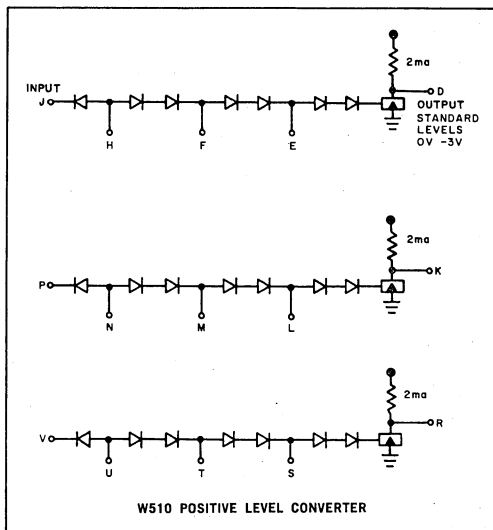 2ma
INPUT
J
D
OUTPUT
STANDARD
LEVELS
0V -3V
H F E
2ma
P
K
N M L
2ma
V
R
U T S
W510 POSITIVE LEVEL CONVERTER